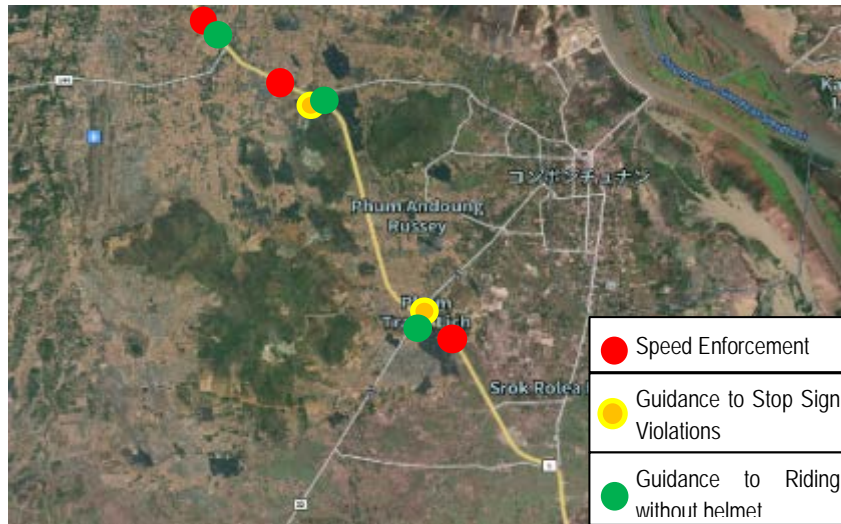 コンポンチュナン
Phum Andoung
Russey
Phum
Srok Rolea
Speed Enforcement
Guidance to Stop Sign
Violations
Guidance to Riding
without helmet